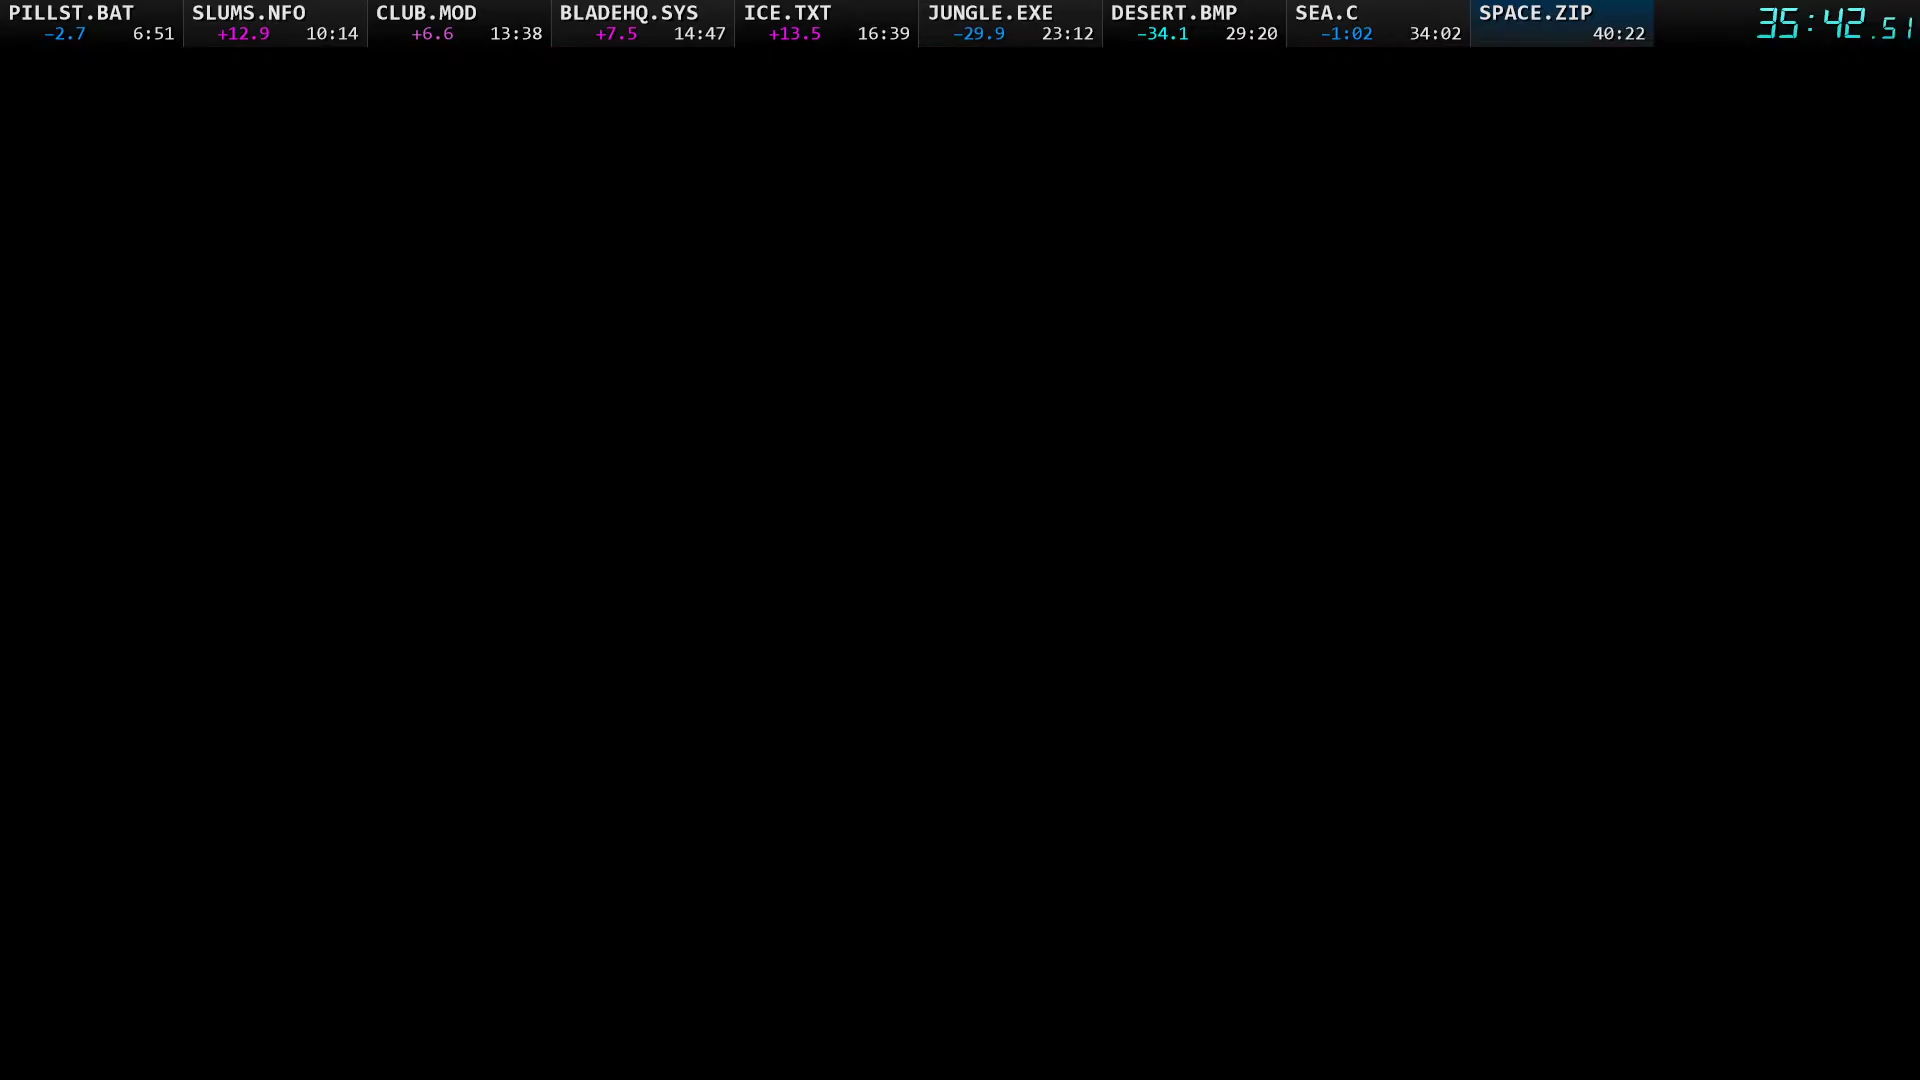 PILLST.BAT SLUMS.NFO CLUB.MOD BLADEHQ.SYS ICE.TXT JUNGLE.EXE DESERT.BMP SEA.C SPACE.ZIP 35:42.51
-2.7 6:51 +12.9 10:14 +6.6 13:38 +7.5 14:47 +13.5 16:39 -29.9 23:12 -34.1 29:20 -1:02 34:02 40:22